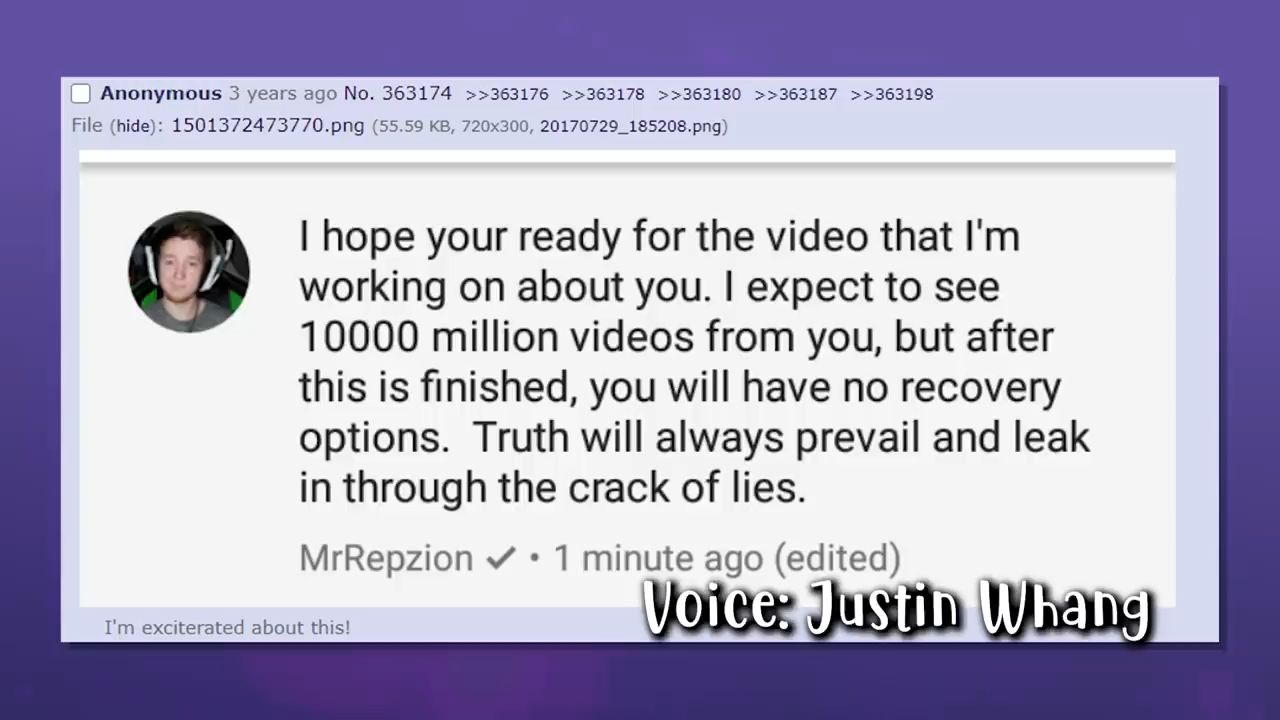 Anonymous 3 years ago No. 363174 >>363176 >>363178 >>363180 >>363187 >>363198
File (hide): 1501372473770.png (55.59 KB, 720x300, 20170729_185208.png)
I hope your ready for the video that I'm
working on about you. I expect to see
10000 million videos from you, but after
this is finished, you will have no recovery
options.  Truth will always prevail and leak
in through the crack of lies.
MrRepzion ✓ • 1 minute ago (edited)
Voice: Justin Whang
I'm exciterated about this!